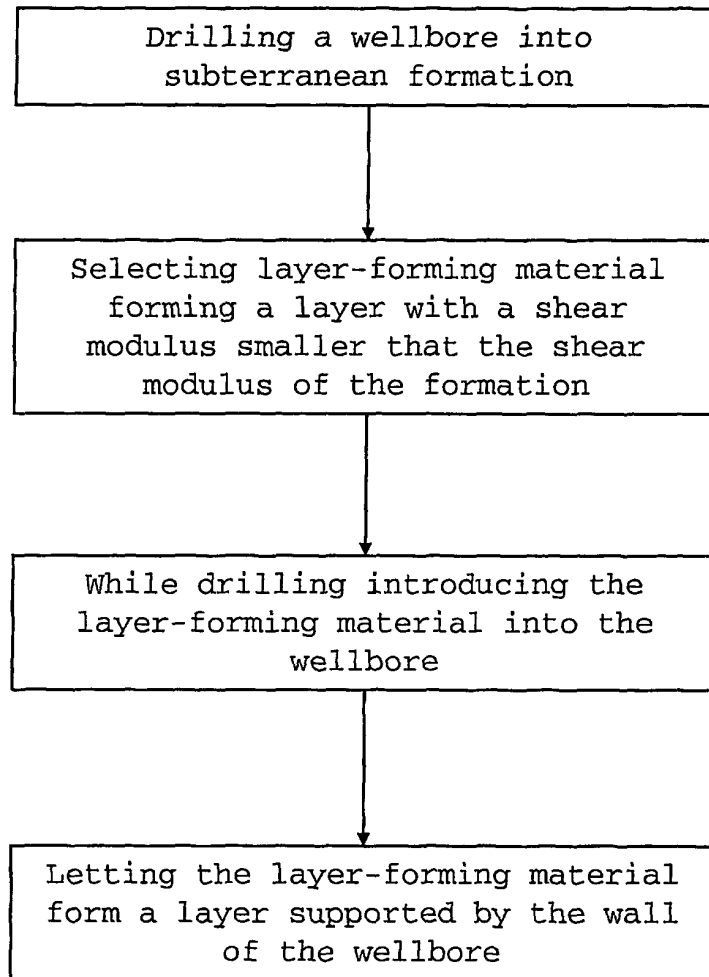 Drilling a wellbore into
subterranean formation
Selecting layer-forming material
forming a layer with a shear
modulus smaller that the shear
modulus of the formation
While drilling introducing the
layer-forming material into the
wellbore
Letting the layer-forming material
form a layer supported by the wall
of the wellbore